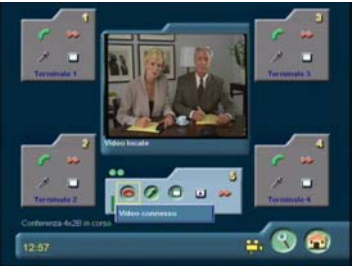 1
3
Terminale 1
Terminale 3
Video locale
2
5
4
Terminale 2
Video connesso
Terminale 4
Conferenza 4x2B in corso
12:57